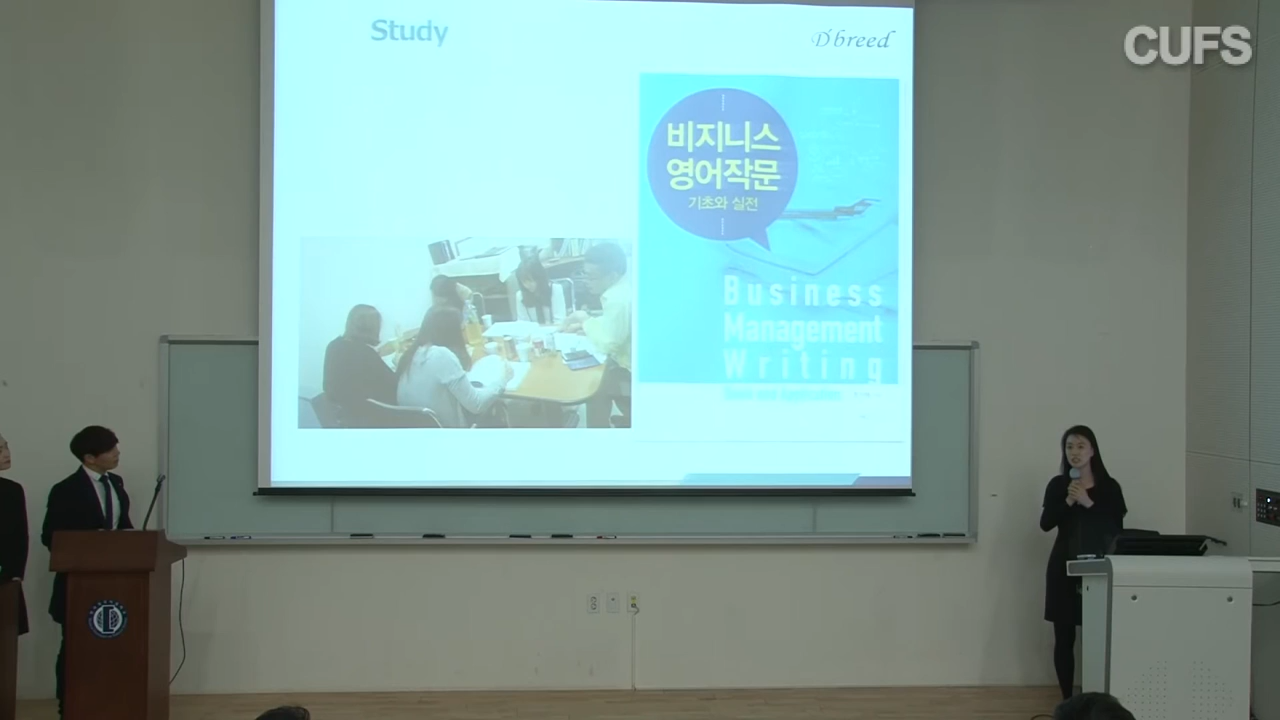 Study
D'breed
CUFS
비지니스
영어작문
기초와 실전
Business
Management
Writing